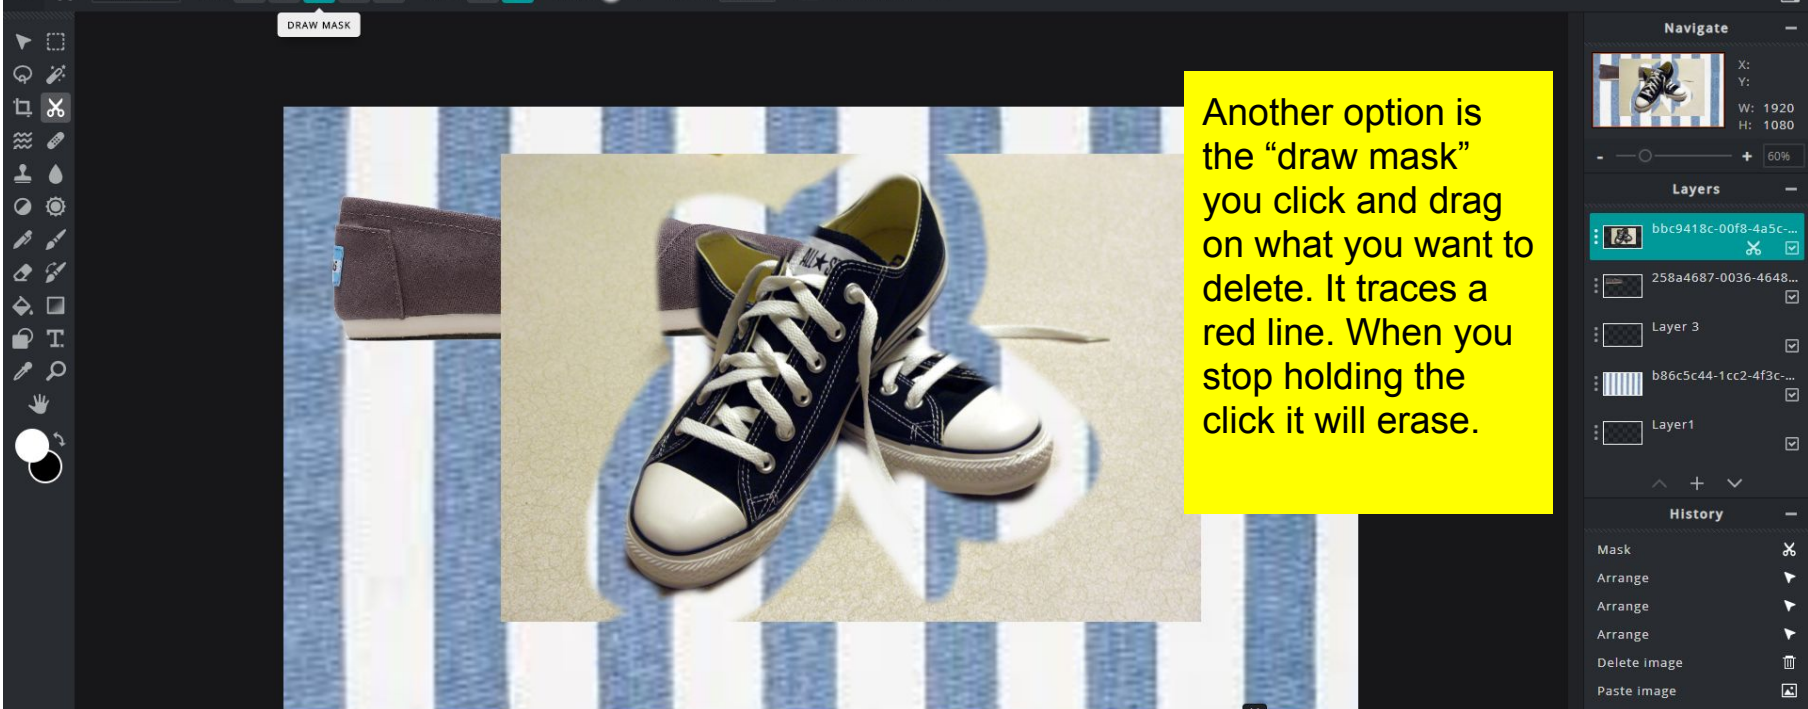 DRAW MASK
Another option is
the “draw mask”
you click and drag
on what you want to
delete. It traces a
red line. When you
stop holding the
click it will erase.
ALL★S
Navigate
X:
Y:
W: 1920
H: 1080
60%
Layers
bbc9418c-00f8-4a5c-...
258a4687-0036-4648...
Layer 3
b86c5c44-1cc2-4f3c-...
Layer1
History
Mask
Arrange
Arrange
Arrange
Delete image
Paste image